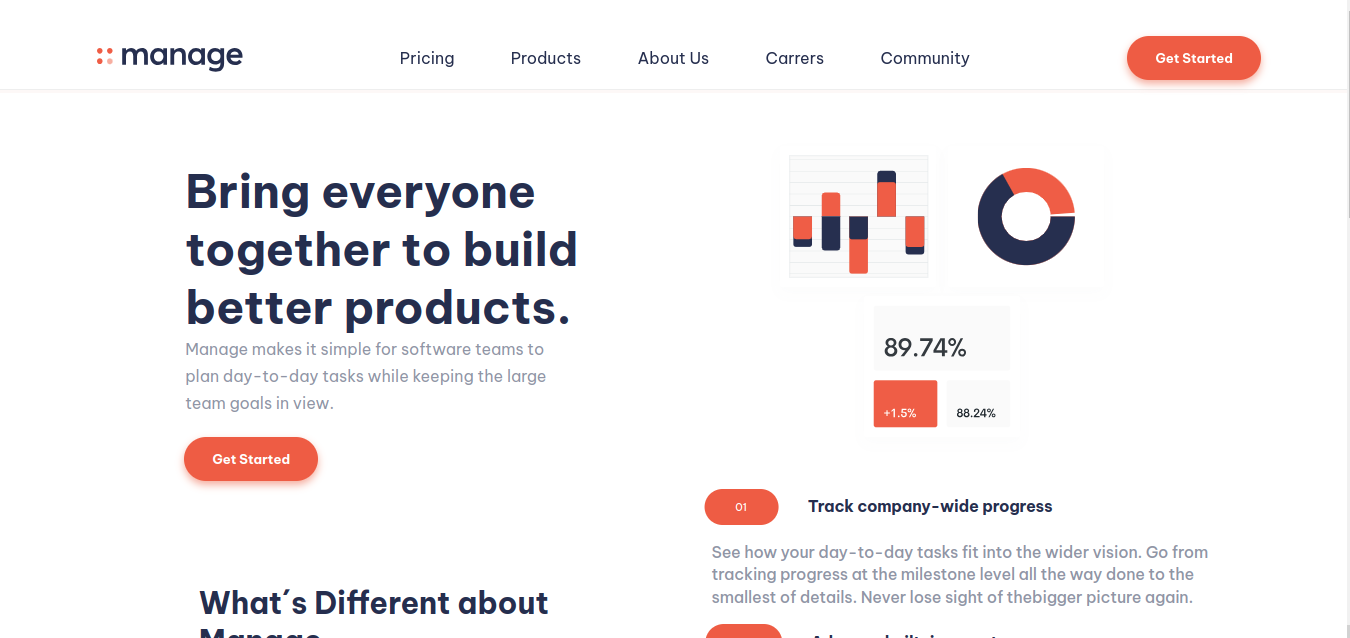 manage
Pricing
Products
About Us
Carrers
Community
Get Started
Bring everyone
together to build
better products.
Manage makes it simple for software teams to
plan day-to-day tasks while keeping the large
team goals in view.
Get Started
89.74%
+1.5%
88.24%
01
Track company-wide progress
See how your day-to-day tasks fit into the wider vision. Go from
tracking progress at the milestone level all the way done to the
smallest of details. Never lose sight of thebigger picture again.
What´s Different about
Manage